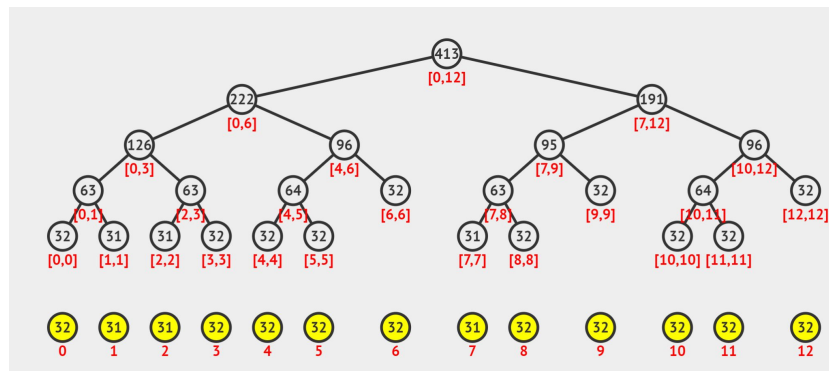 413
[0,12]
222 191
[0,6] [7,12]
126 96 95 96
[0,3] [4,6] [7,9] [10,12]
63 63 64 32 63 32 64 32
[0,1] [2,3] [4,5] [6,6] [7,8] [9,9] [10,11] [12,12]
32 31 31 32 32 32 31 32 32 32
[0,0] [1,1] [2,2] [3,3] [4,4] [5,5] [7,7] [8,8] [10,10] [11,11]
32 31 31 32 32 32 32 31 32 32 32 32 32
0 1 2 3 4 5 6 7 8 9 10 11 12